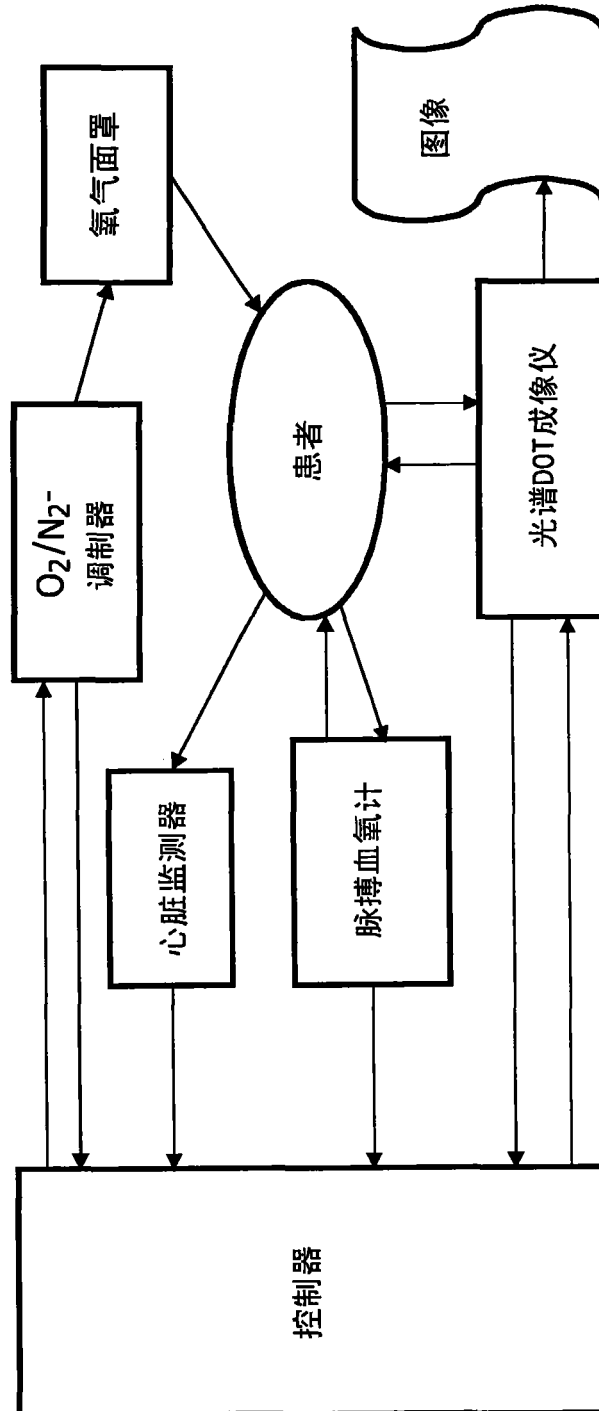 氧气面罩
图像
O₂/N₂-
调制器
患者
光谱DOT成像仪
心脏监测器
脉搏血氧计
控制器